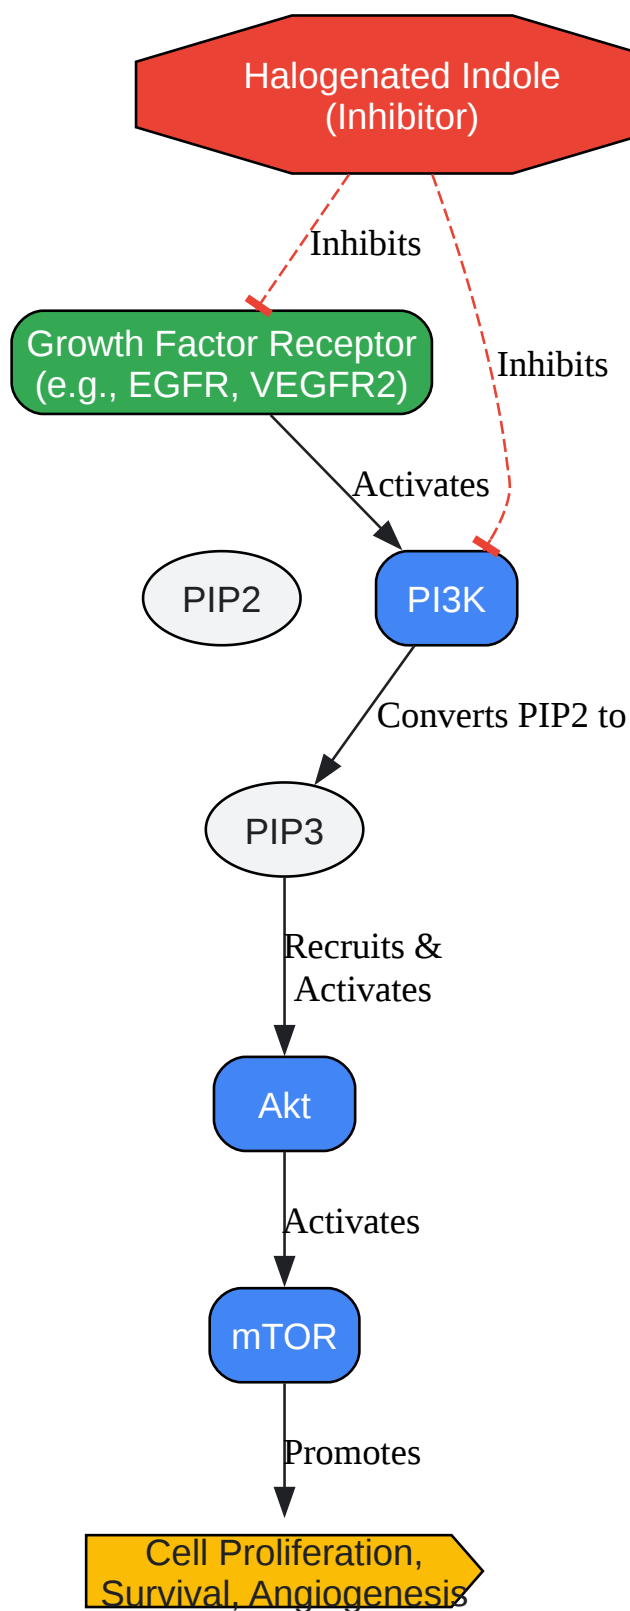 Halogenated Indole
(Inhibitor)
Inhibits
Growth Factor Receptor
(e.g., EGFR, VEGFR2)
Inhibits
Activates
PIP2
PI3K
Converts PIP2 to
PIP3
Recruits &
Activates
Akt
Activates
mTOR
Promotes
Cell Proliferation,
Survival, Angiogenesis